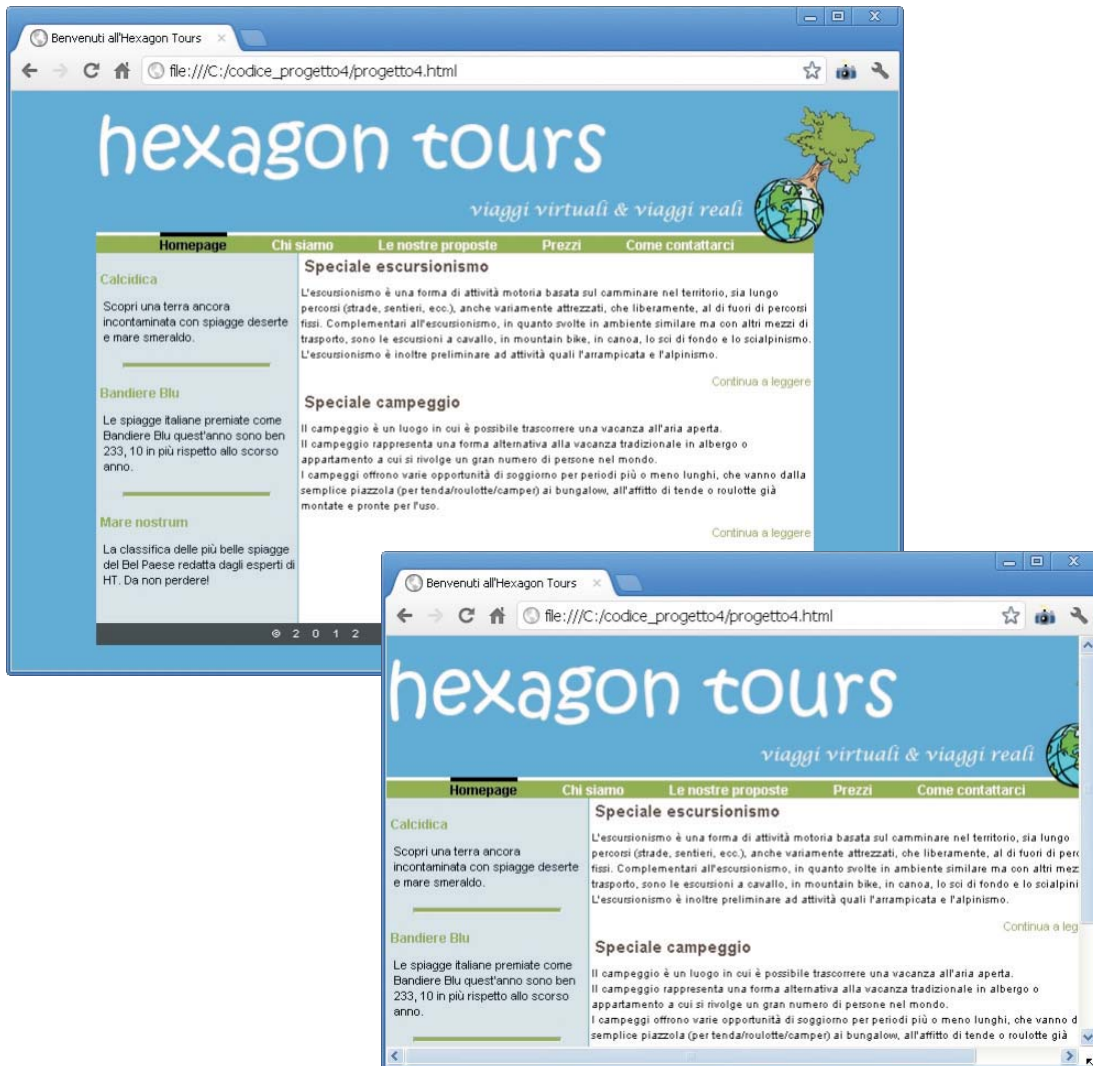 Benvenuti all'Hexagon Tours
file:///C:/codice_progetto4/progetto4.html
hexagon tours
viaggi virtuali & viaggi reali
Homepage Chi siamo Le nostre proposte Prezzi Come contattarci
Calcidica
Scopri una terra ancora
incontaminata con spiagge deserte
e mare smeraldo.
Bandiere Blu
Le spiagge italiane premiate come
Bandiere Blu quest'anno sono ben
233, 10 in più rispetto allo scorso
anno.
Mare nostrum
La classifica delle più belle spiagge
del Bel Paese redatta dagli esperti di
HT. Da non perdere!
Speciale escursionismo
L'escursionismo è una forma di attività motoria basata sul camminare nel territorio, sia lungo
percorsi (strade, sentieri, ecc.), anche variamente attrezzati, che liberamente, al di fuori di percorsi
fissi. Complementari all'escursionismo, in quanto svolte in ambiente similare ma con altri mezzi di
trasporto, sono le escursioni a cavallo, in mountain bike, in canoa, lo sci di fondo e lo scialpinismo.
L'escursionismo è inoltre preliminare ad attività quali l'arrampicata e l'alpinismo.
Continua a leggere
Speciale campeggio
Il campeggio è un luogo in cui è possibile trascorrere una vacanza all'aria aperta.
Il campeggio rappresenta una forma alternativa alla vacanza tradizionale in albergo o
appartamento a cui si rivolge un gran numero di persone nel mondo.
I campeggi offrono varie opportunità di soggiorno per periodi più o meno lunghi, che vanno dalla
semplice piazzola (per tenda/roulotte/camper) ai bungalow, all'affitto di tende o roulotte già
montate e pronte per l'uso.
Continua a leggere
© 2012
Benvenuti all'Hexagon Tours
file:///C:/codice_progetto4/progetto4.html
hexagon tours
viaggi virtuali & viaggi reali
Homepage Chi siamo Le nostre proposte Prezzi Come contattarci
Calcidica
Scopri una terra ancora
incontaminata con spiagge deserte
e mare smeraldo.
Bandiere Blu
Le spiagge italiane premiate come
Bandiere Blu quest'anno sono ben
233, 10 in più rispetto allo scorso
anno.
Speciale escursionismo
L'escursionismo è una forma di attività motoria basata sul camminare nel territorio, sia lungo
percorsi (strade, sentieri, ecc.), anche variamente attrezzati, che liberamente, al di fuori di perc
fissi. Complementari all'escursionismo, in quanto svolte in ambiente similare ma con altri mez
trasporto, sono le escursioni a cavallo, in mountain bike, in canoa, lo sci di fondo e lo scialpini
L'escursionismo è inoltre preliminare ad attività quali l'arrampicata e l'alpinismo.
Continua a leg
Speciale campeggio
Il campeggio è un luogo in cui è possibile trascorrere una vacanza all'aria aperta.
Il campeggio rappresenta una forma alternativa alla vacanza tradizionale in albergo o
appartamento a cui si rivolge un gran numero di persone nel mondo.
I campeggi offrono varie opportunità di soggiorno per periodi più o meno lunghi, che vanno d
semplice piazzola (per tenda/roulotte/camper) ai bungalow, all'affitto di tende o roulotte già